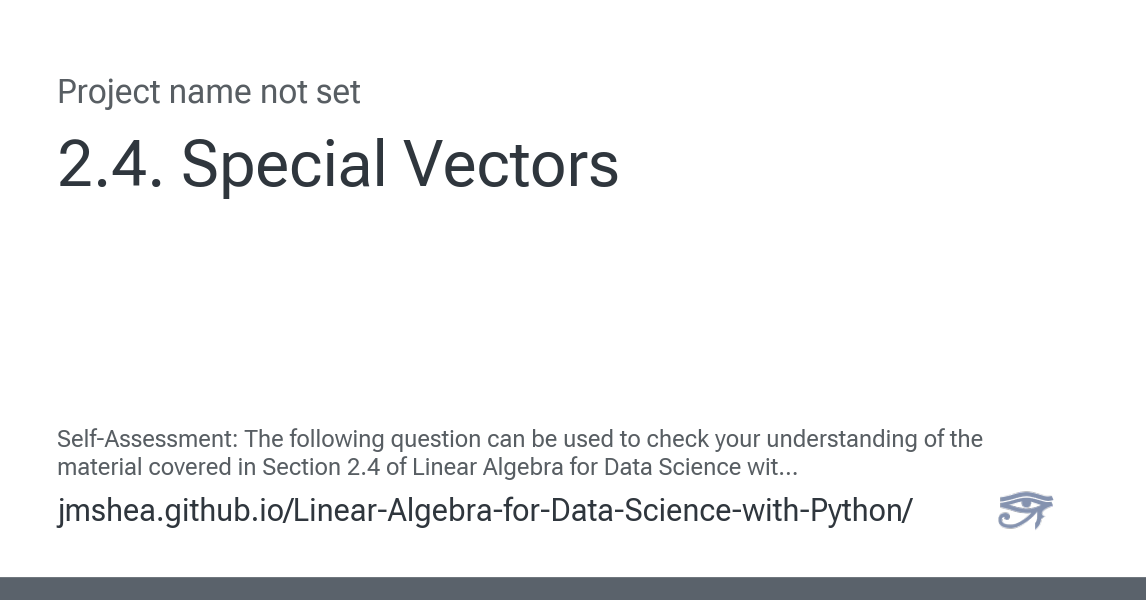 Project name not set
2.4. Special Vectors
Self-Assessment: The following question can be used to check your understanding of the
material covered in Section 2.4 of Linear Algebra for Data Science wit...
jmshea.github.io/Linear-Algebra-for-Data-Science-with-Python/